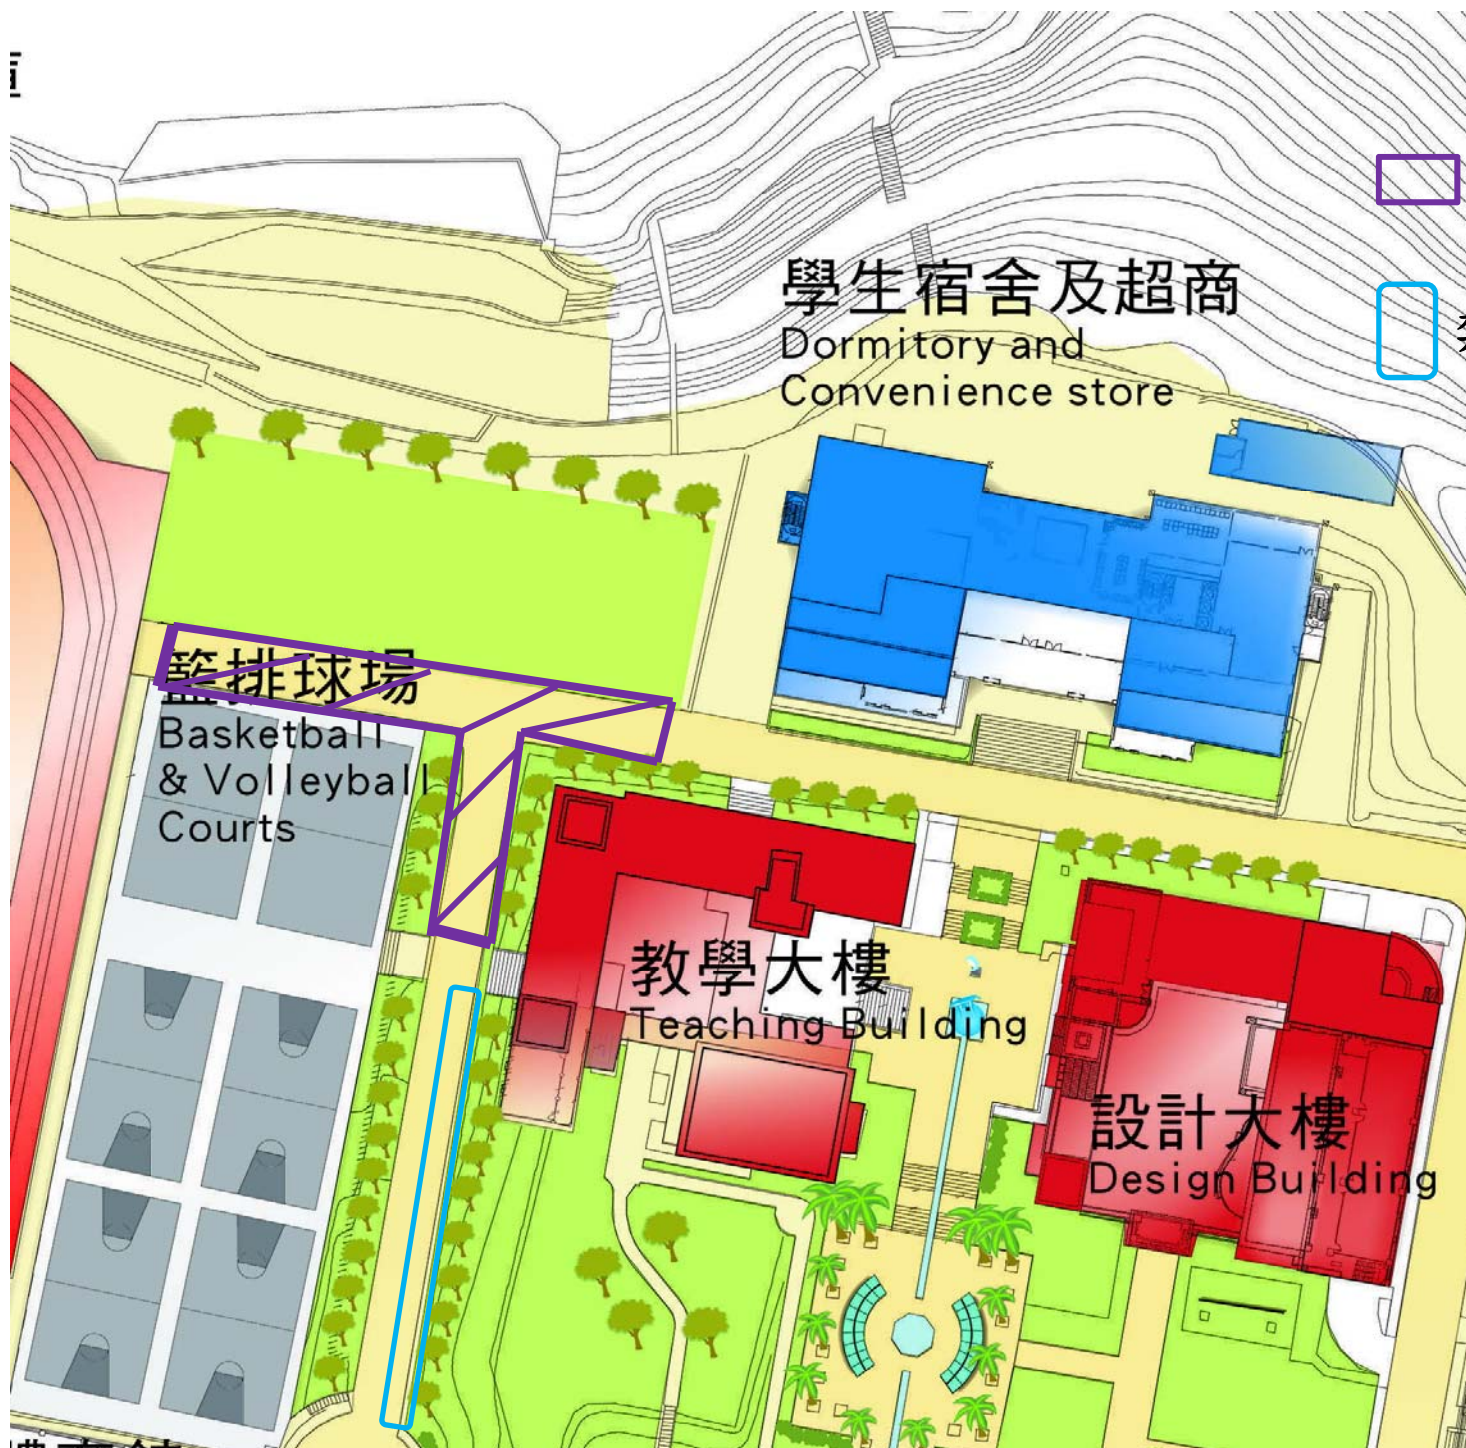 學生宿舍及超商
Dormitory and
Convenience store
籃排球場
Basketball
& Volleyball
Courts
教學大樓
Teaching Building
設計大樓
Design Building